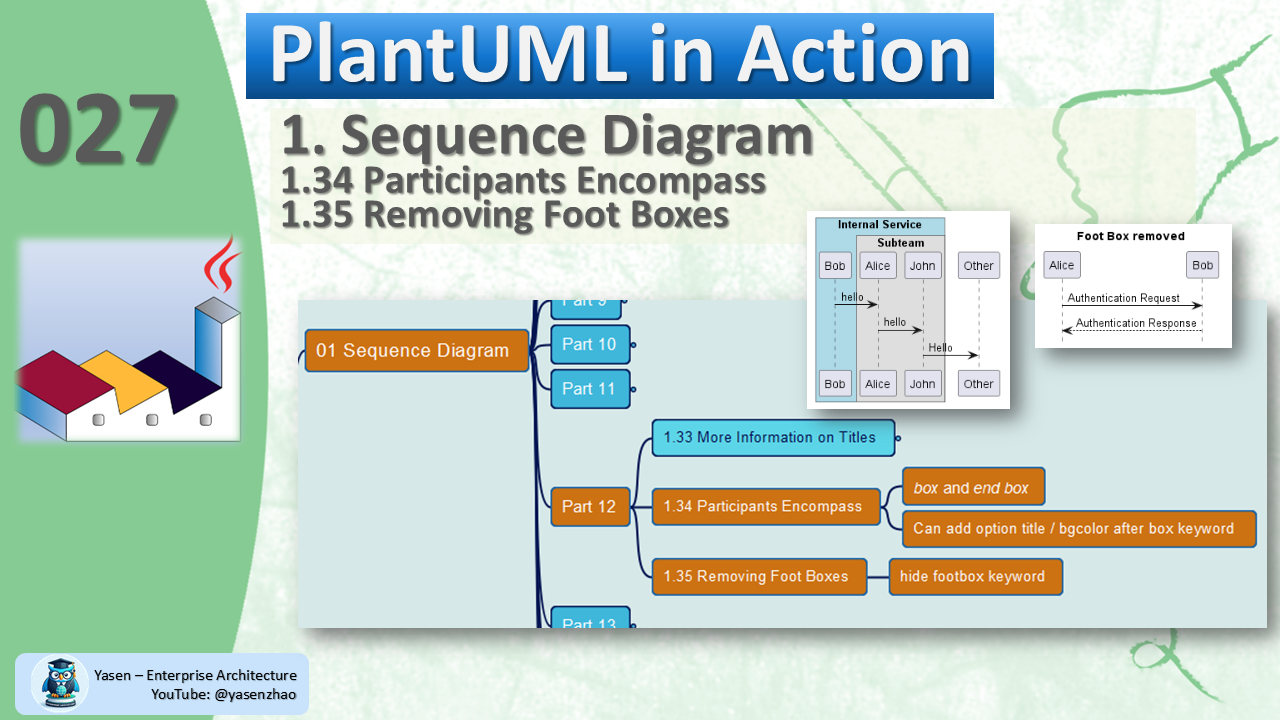 PlantUML in Action
027
1. Sequence Diagram
1.34 Participants Encompass
1.35 Removing Foot Boxes
Internal Service
Subteam
Bob Alice John Other
hello
hello
Hello
Bob Alice John Other
Foot Box removed
Alice Bob
Authentication Request
Authentication Response
Part 9
01 Sequence Diagram
Part 10
Part 11
1.33 More Information on Titles
Part 12
1.34 Participants Encompass
box and end box
Can add option title / bgcolor after box keyword
1.35 Removing Foot Boxes
hide footbox keyword
Part 13
Yasen – Enterprise Architecture
YouTube: @yasenzhao